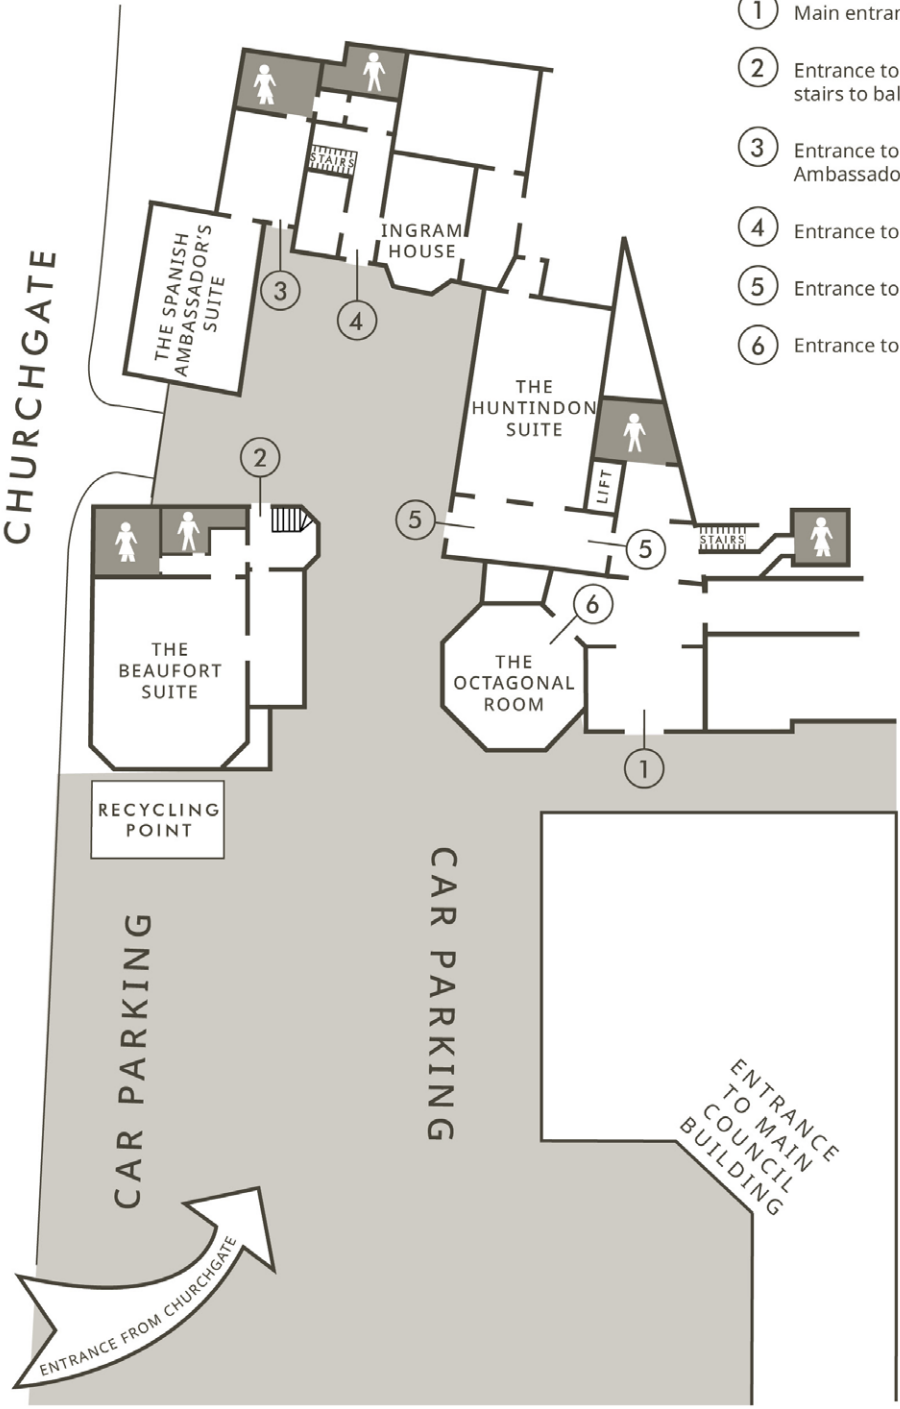 1 Main entran
2 Entrance to
stairs to bal
3 Entrance to
Ambassado
4 Entrance to
5 Entrance to
6 Entrance to
STAIRS
INGRAM
HOUSE
THE SPANISH
AMBASSADOR'S
SUITE
3
4
CHURCHGATE
THE
HUNTINDON
SUITE
LIFT
2
5
5
STAIRS
6
THE
BEAUFORT
SUITE
THE
OCTAGONAL
ROOM
1
RECYCLING
POINT
CAR PARKING
CAR PARKING
ENTRANCE
TO MAIN
COUNCIL
BUILDING
ENTRANCE FROM CHURCHGATE